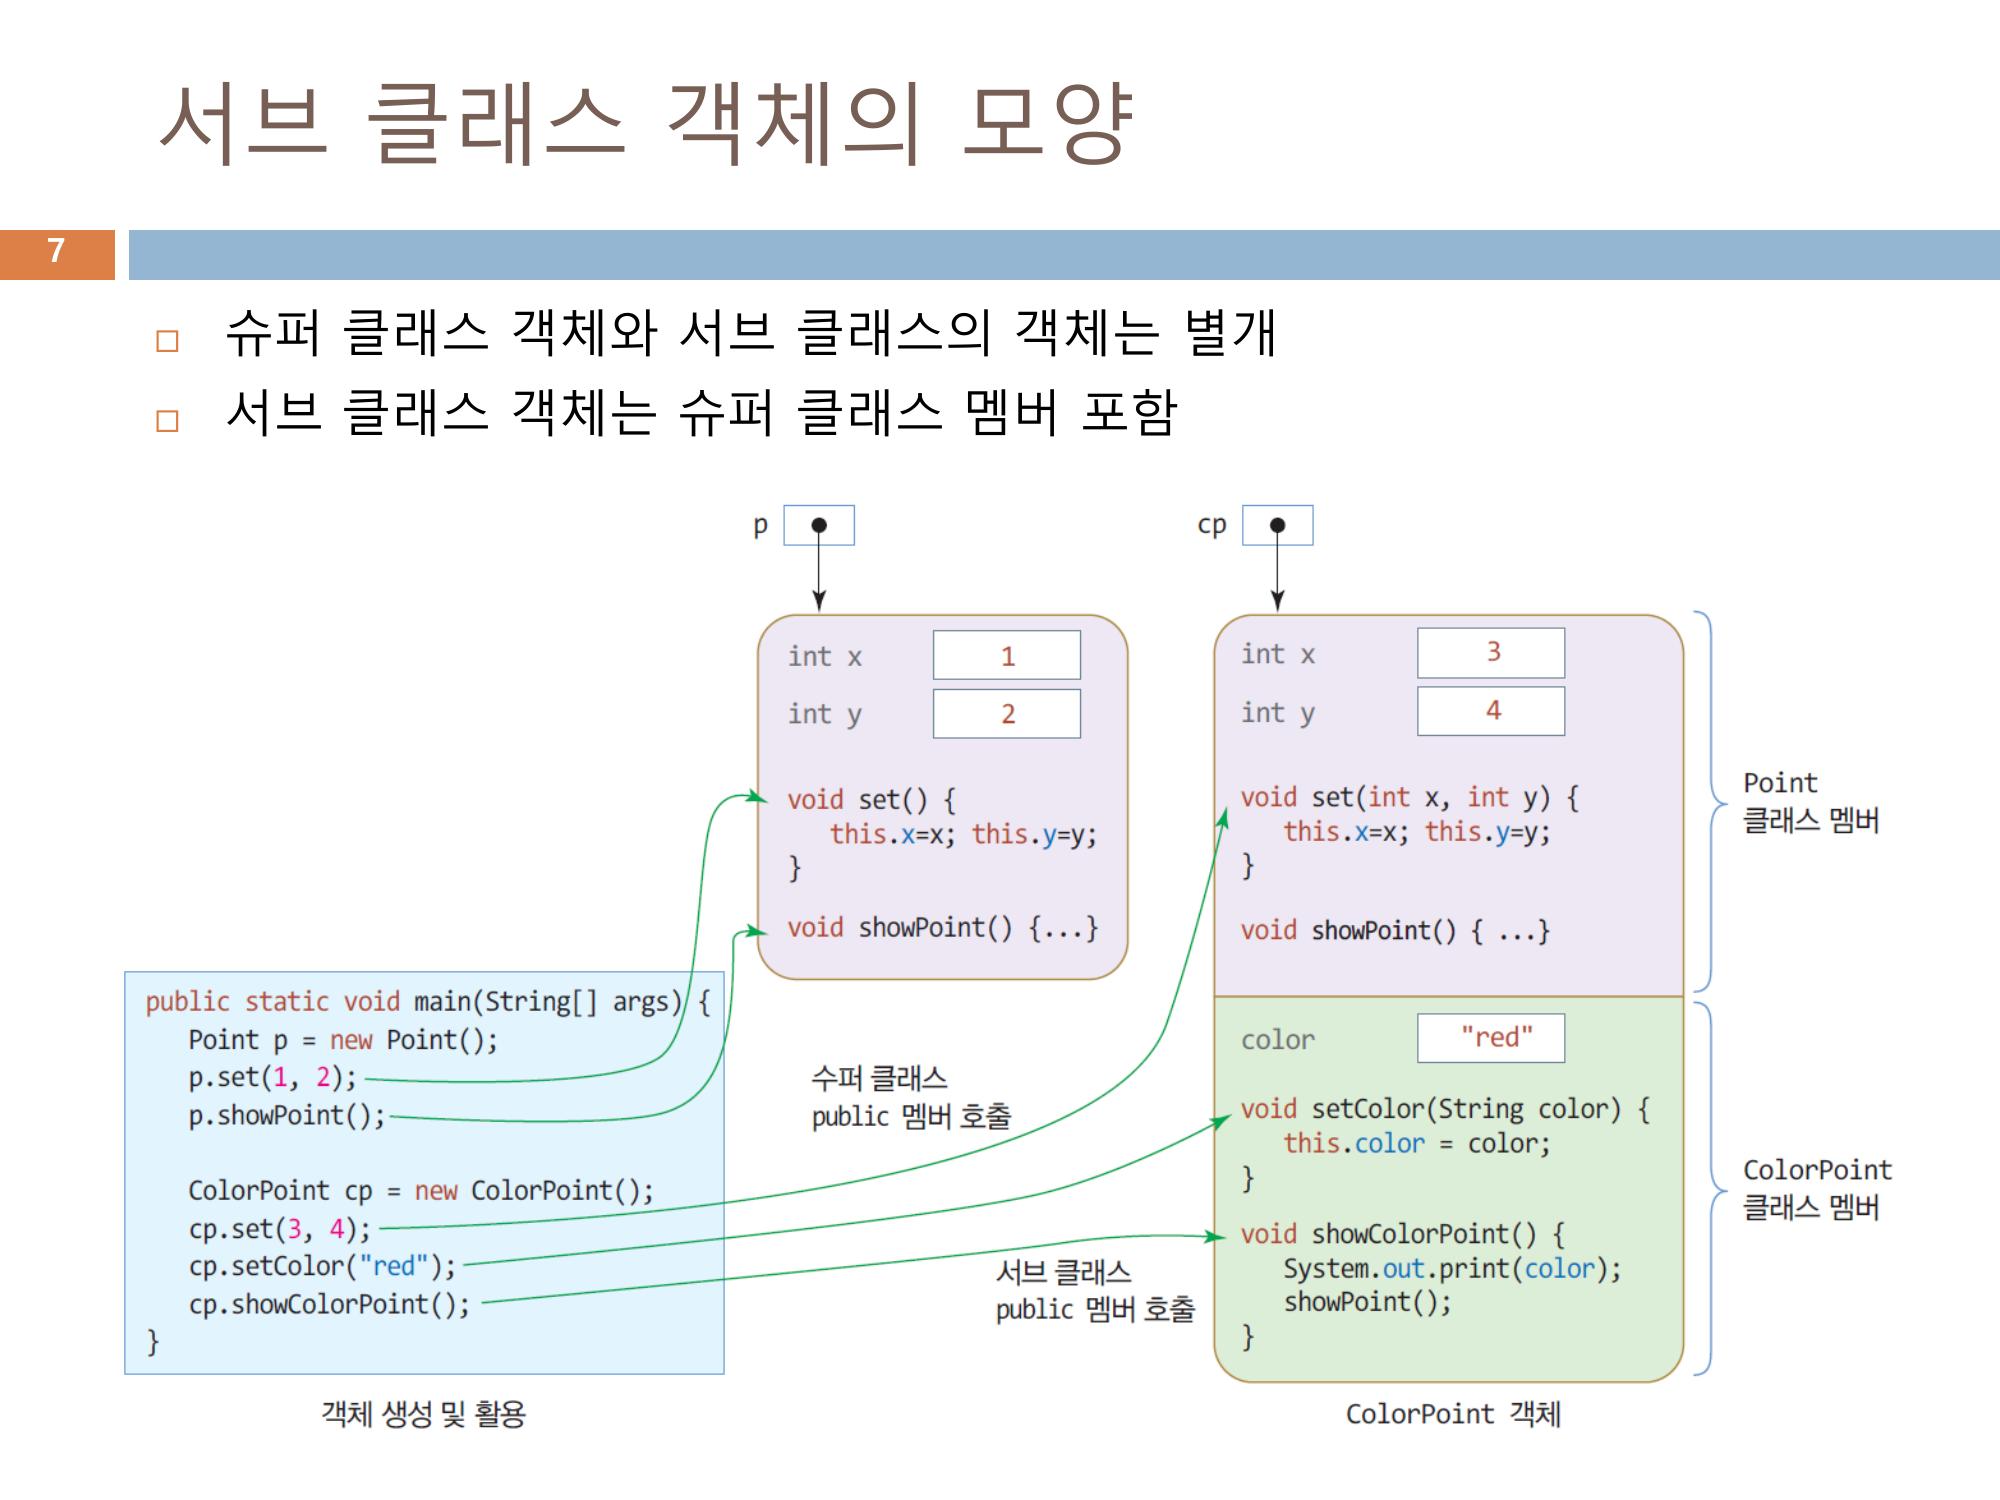 서브 클래스 객체의 모양
7
슈퍼 클래스 객체와 서브 클래스의 객체는 별개
서브 클래스 객체는 슈퍼 클래스 멤버 포함
p
cp
int x 1
int y 2
void set() {
this.x=x; this.y=y;
}
void showPoint() {...}
int x 3
int y 4
void set(int x, int y) {
this.x=x; this.y=y;
}
void showPoint() { ...}
Point
클래스 멤버
public static void main(String[] args) {
Point p = new Point();
p.set(1, 2);
p.showPoint();
ColorPoint cp = new ColorPoint();
cp.set(3, 4);
cp.setColor("red");
cp.showColorPoint();
}
객체 생성 및 활용
수퍼 클래스
public 멤버 호출
서브 클래스
public 멤버 호출
color "red"
void setColor(String color) {
this.color = color;
}
void showColorPoint() {
System.out.print(color);
showPoint();
}
ColorPoint 객체
ColorPoint
클래스 멤버